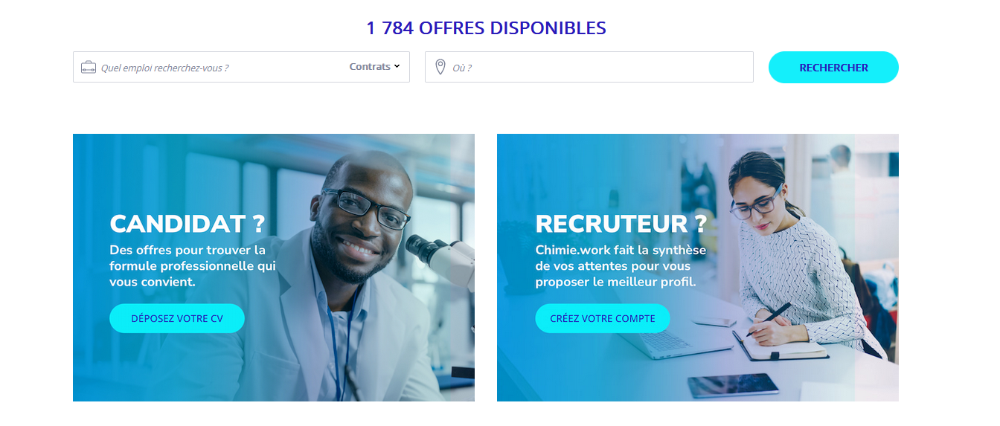 1 784 OFFRES DISPONIBLES
Quel emploi recherchez-vous ?
Contrats
Où ?
RECHERCHER
CANDIDAT ?
Des offres pour trouver la
formule professionnelle qui
vous convient.
DÉPOSEZ VOTRE CV
RECRUTEUR ?
Chimie.work fait la synthèse
de vos attentes pour vous
proposer le meilleur profil.
CRÉEZ VOTRE COMPTE